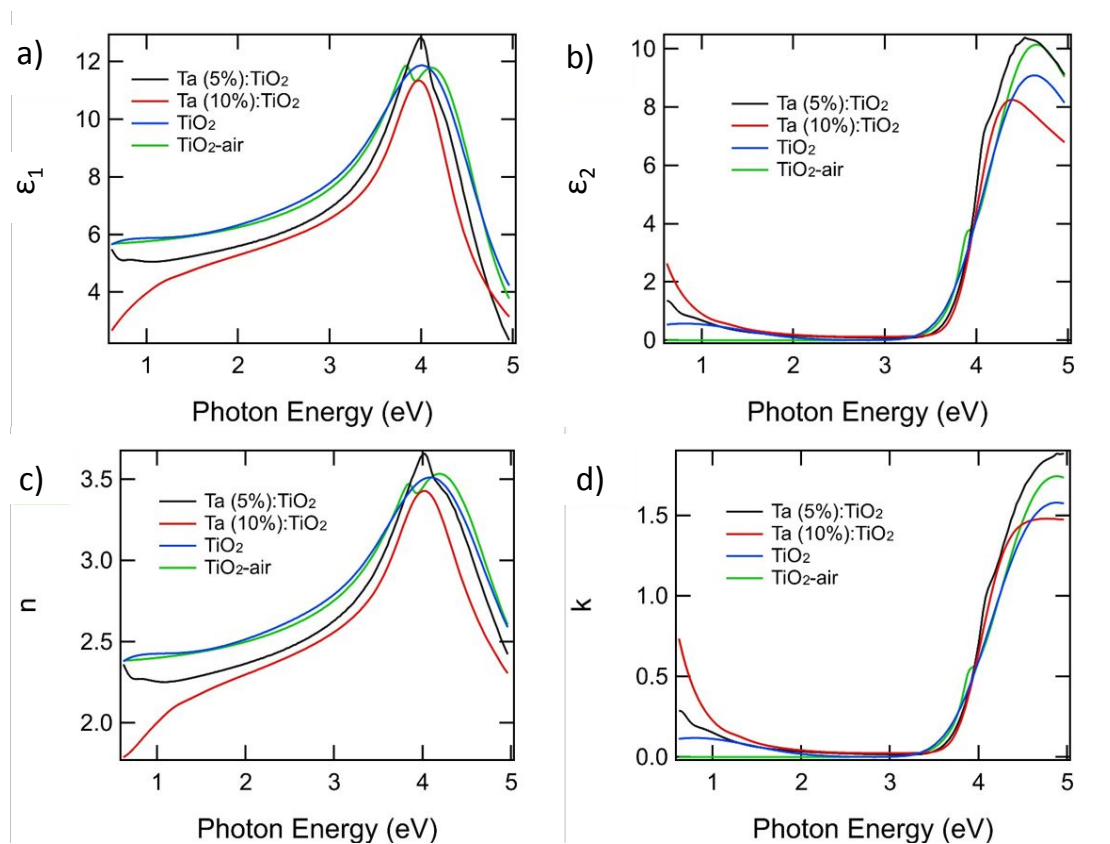 a)
12
10
8
6
4
ε₁
Ta (5%):TiO₂
Ta (10%):TiO₂
TiO₂
TiO₂-air
1 2 3 4 5
Photon Energy (eV)
b)
10
8
6
4
2
0
ε₂
Ta (5%):TiO₂
Ta (10%):TiO₂
TiO₂
TiO₂-air
1 2 3 4 5
Photon Energy (eV)
c)
3.5
3.0
2.5
2.0
n
Ta (5%):TiO₂
Ta (10%):TiO₂
TiO₂
TiO₂-air
1 2 3 4 5
Photon Energy (eV)
d)
1.5
1.0
0.5
0.0
k
Ta (5%):TiO₂
Ta (10%):TiO₂
TiO₂
TiO₂-air
1 2 3 4 5
Photon Energy (eV)